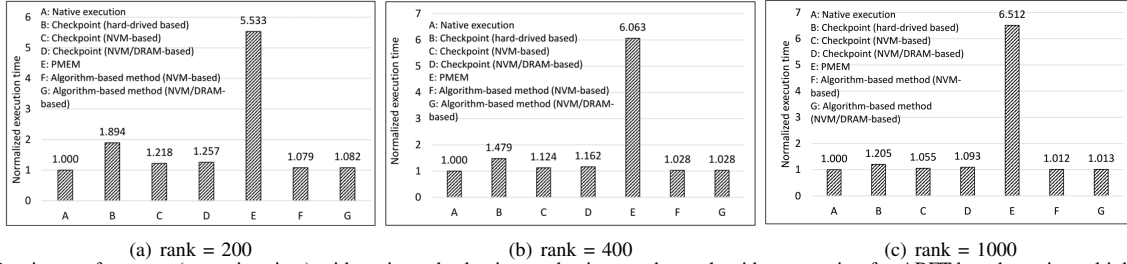 6
5
4
3
2
1
0
Normalized execution time
A: Native execution
B: Checkpoint (hard-drived based)
C: Checkpoint (NVM-based)
D: Checkpoint (NVM/DRAM-based)
E: PMEM
F: Algorithm-based method (NVM-based)
G: Algorithm-based method (NVM/DRAM-
based)
1.000 1.894 1.218 1.257 5.533 1.079 1.082
A B C D E F G
(a) rank = 200
7
6
5
4
3
2
1
0
Normalized execution time
A: Native execution
B: Checkpoint (hard-drived based)
C: Checkpoint (NVM-based)
D: Checkpoint (NVM/DRAM-based)
E: PMEM
F: Algorithm-based method (NVM-based)
G: Algorithm-based method (NVM/DRAM-
based)
1.000 1.479 1.124 1.162 6.063 1.028 1.028
A B C D E F G
(b) rank = 400
7
6
5
4
3
2
1
0
Normalized execution time
A: Native execution
B: Checkpoint (hard-drived based)
C: Checkpoint (NVM-based)
D: Checkpoint (NVM/DRAM-based)
E: PMEM
F: Algorithm-based method (NVM-
based)
G: Algorithm-based method
(NVM/DRAM-based)
1.000 1.205 1.055 1.093 6.512 1.012 1.013
A B C D E F G
(c) rank = 1000